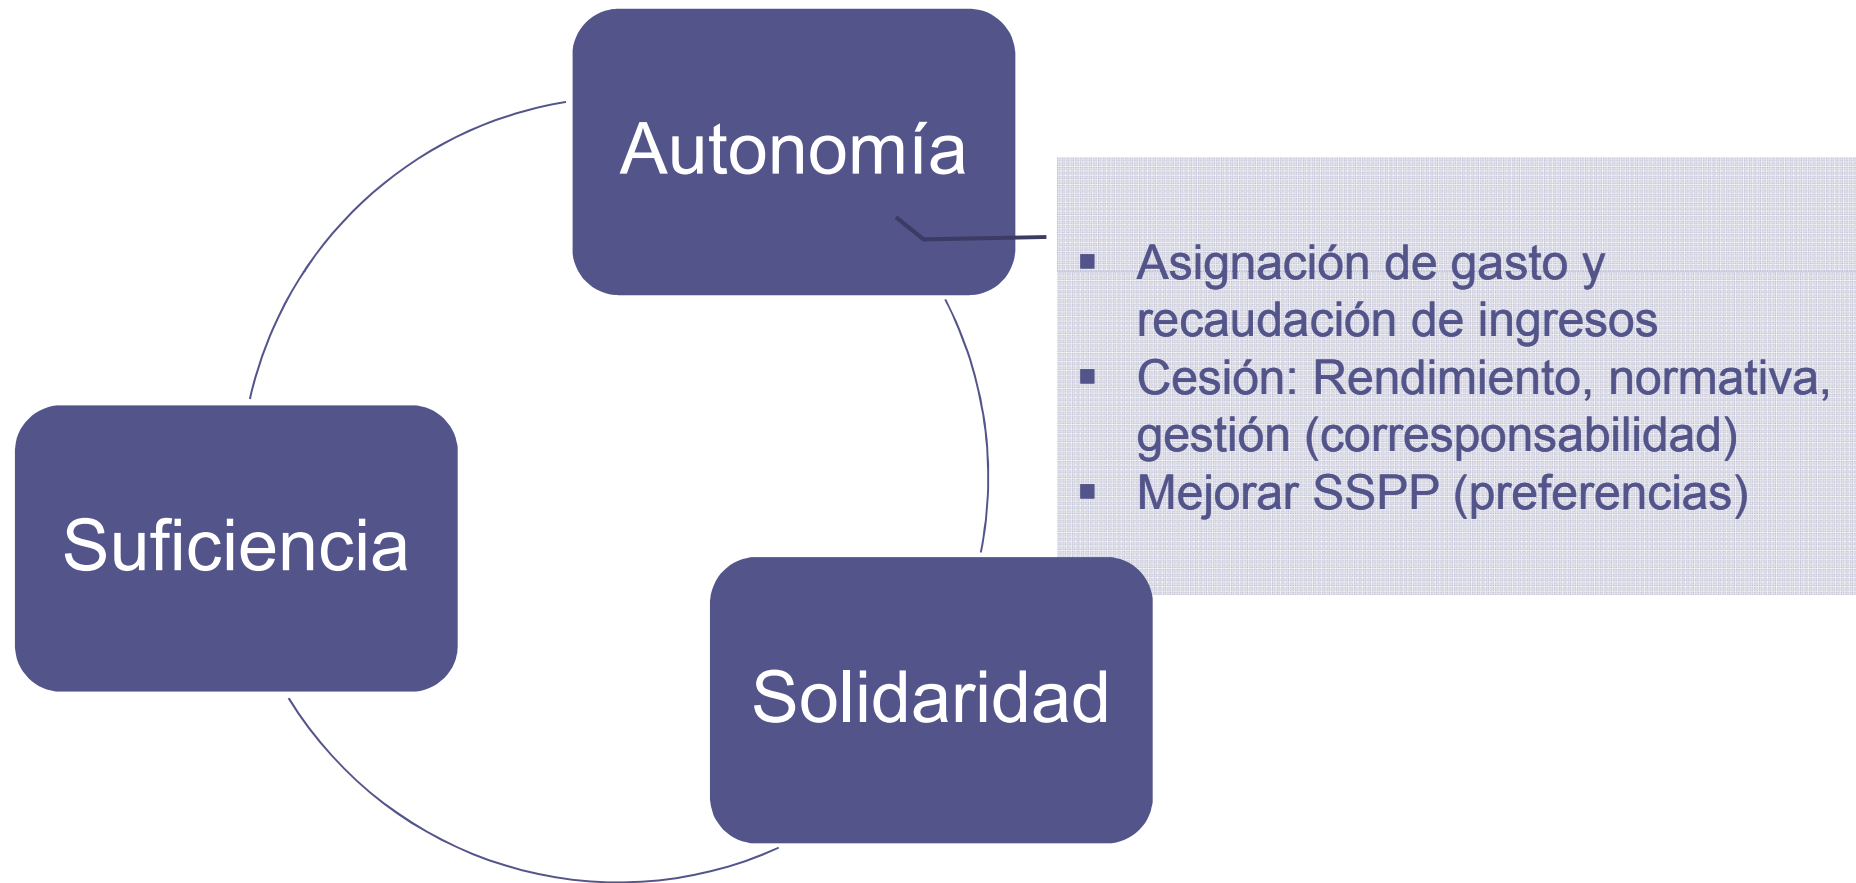 Autonomía
▪ Asignación de gasto y
recaudación de ingresos
▪ Cesión: Rendimiento, normativa,
gestión (corresponsabilidad)
▪ Mejorar SSPP (preferencias)
Suficiencia
Solidaridad